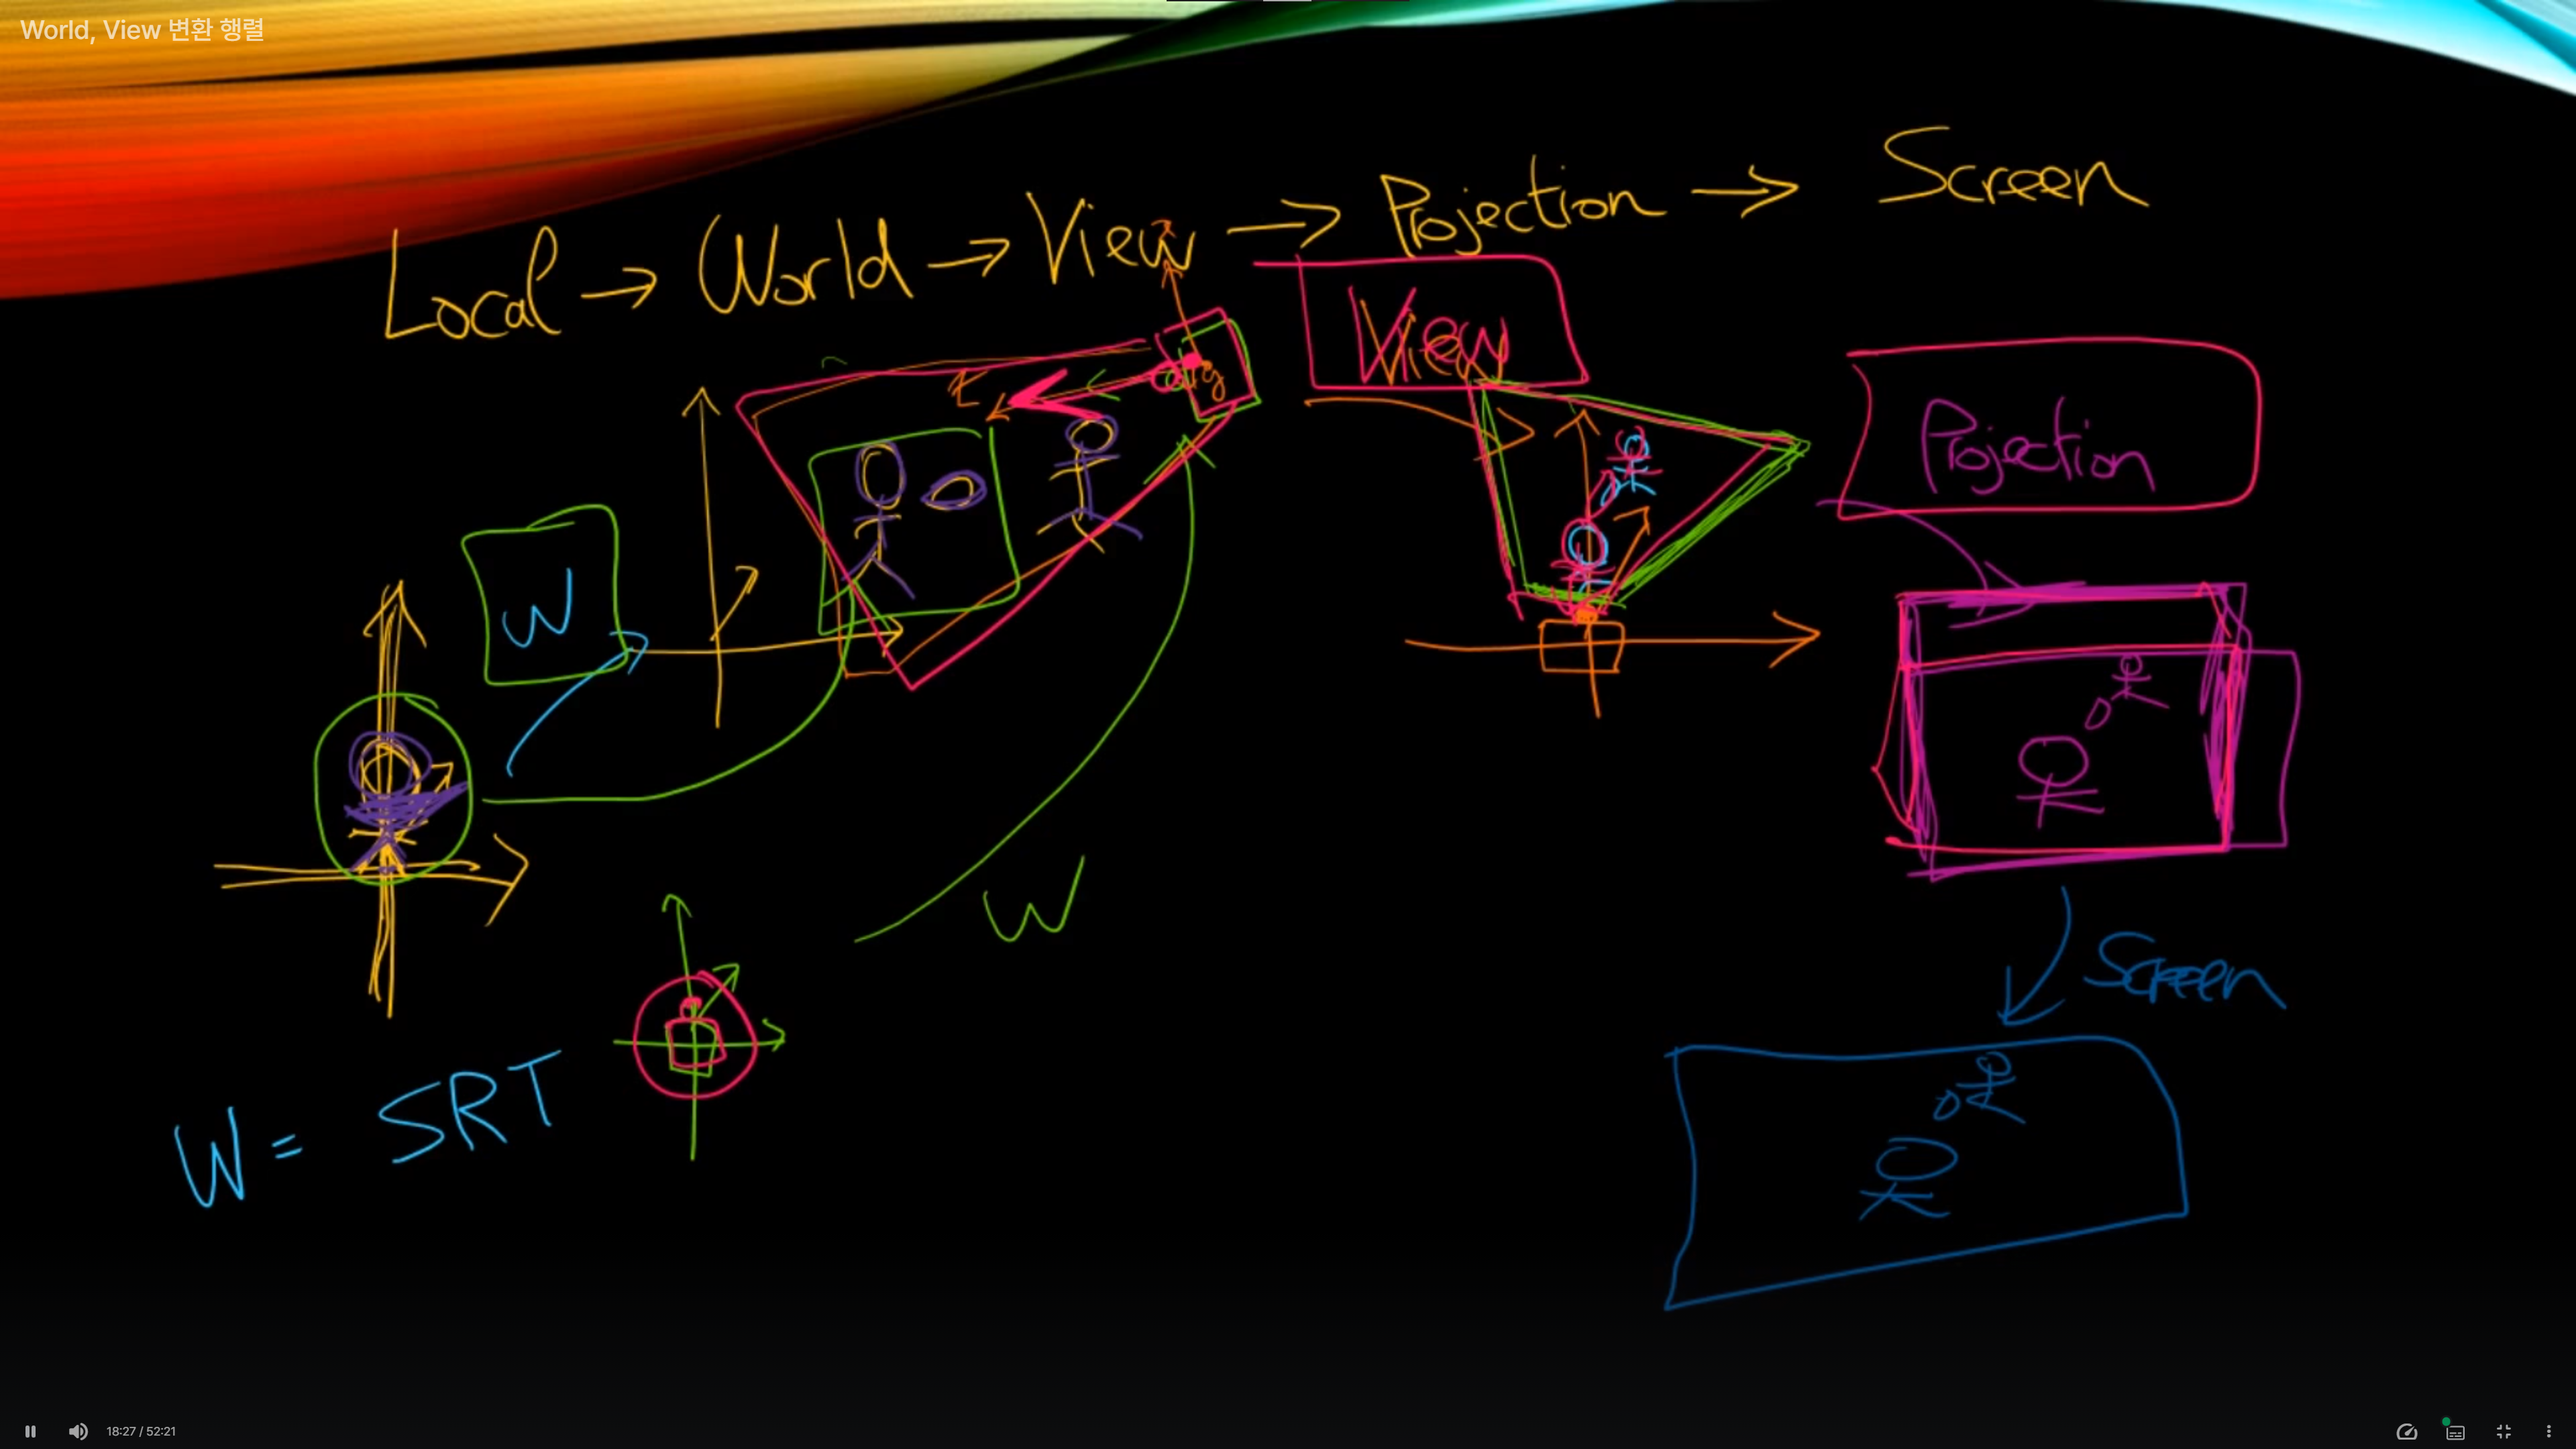 World, View 변환 행렬
Local → World → View → Projection → Screen
View
Projection
W
W
Screen
W = SRT
18:27 / 52:21